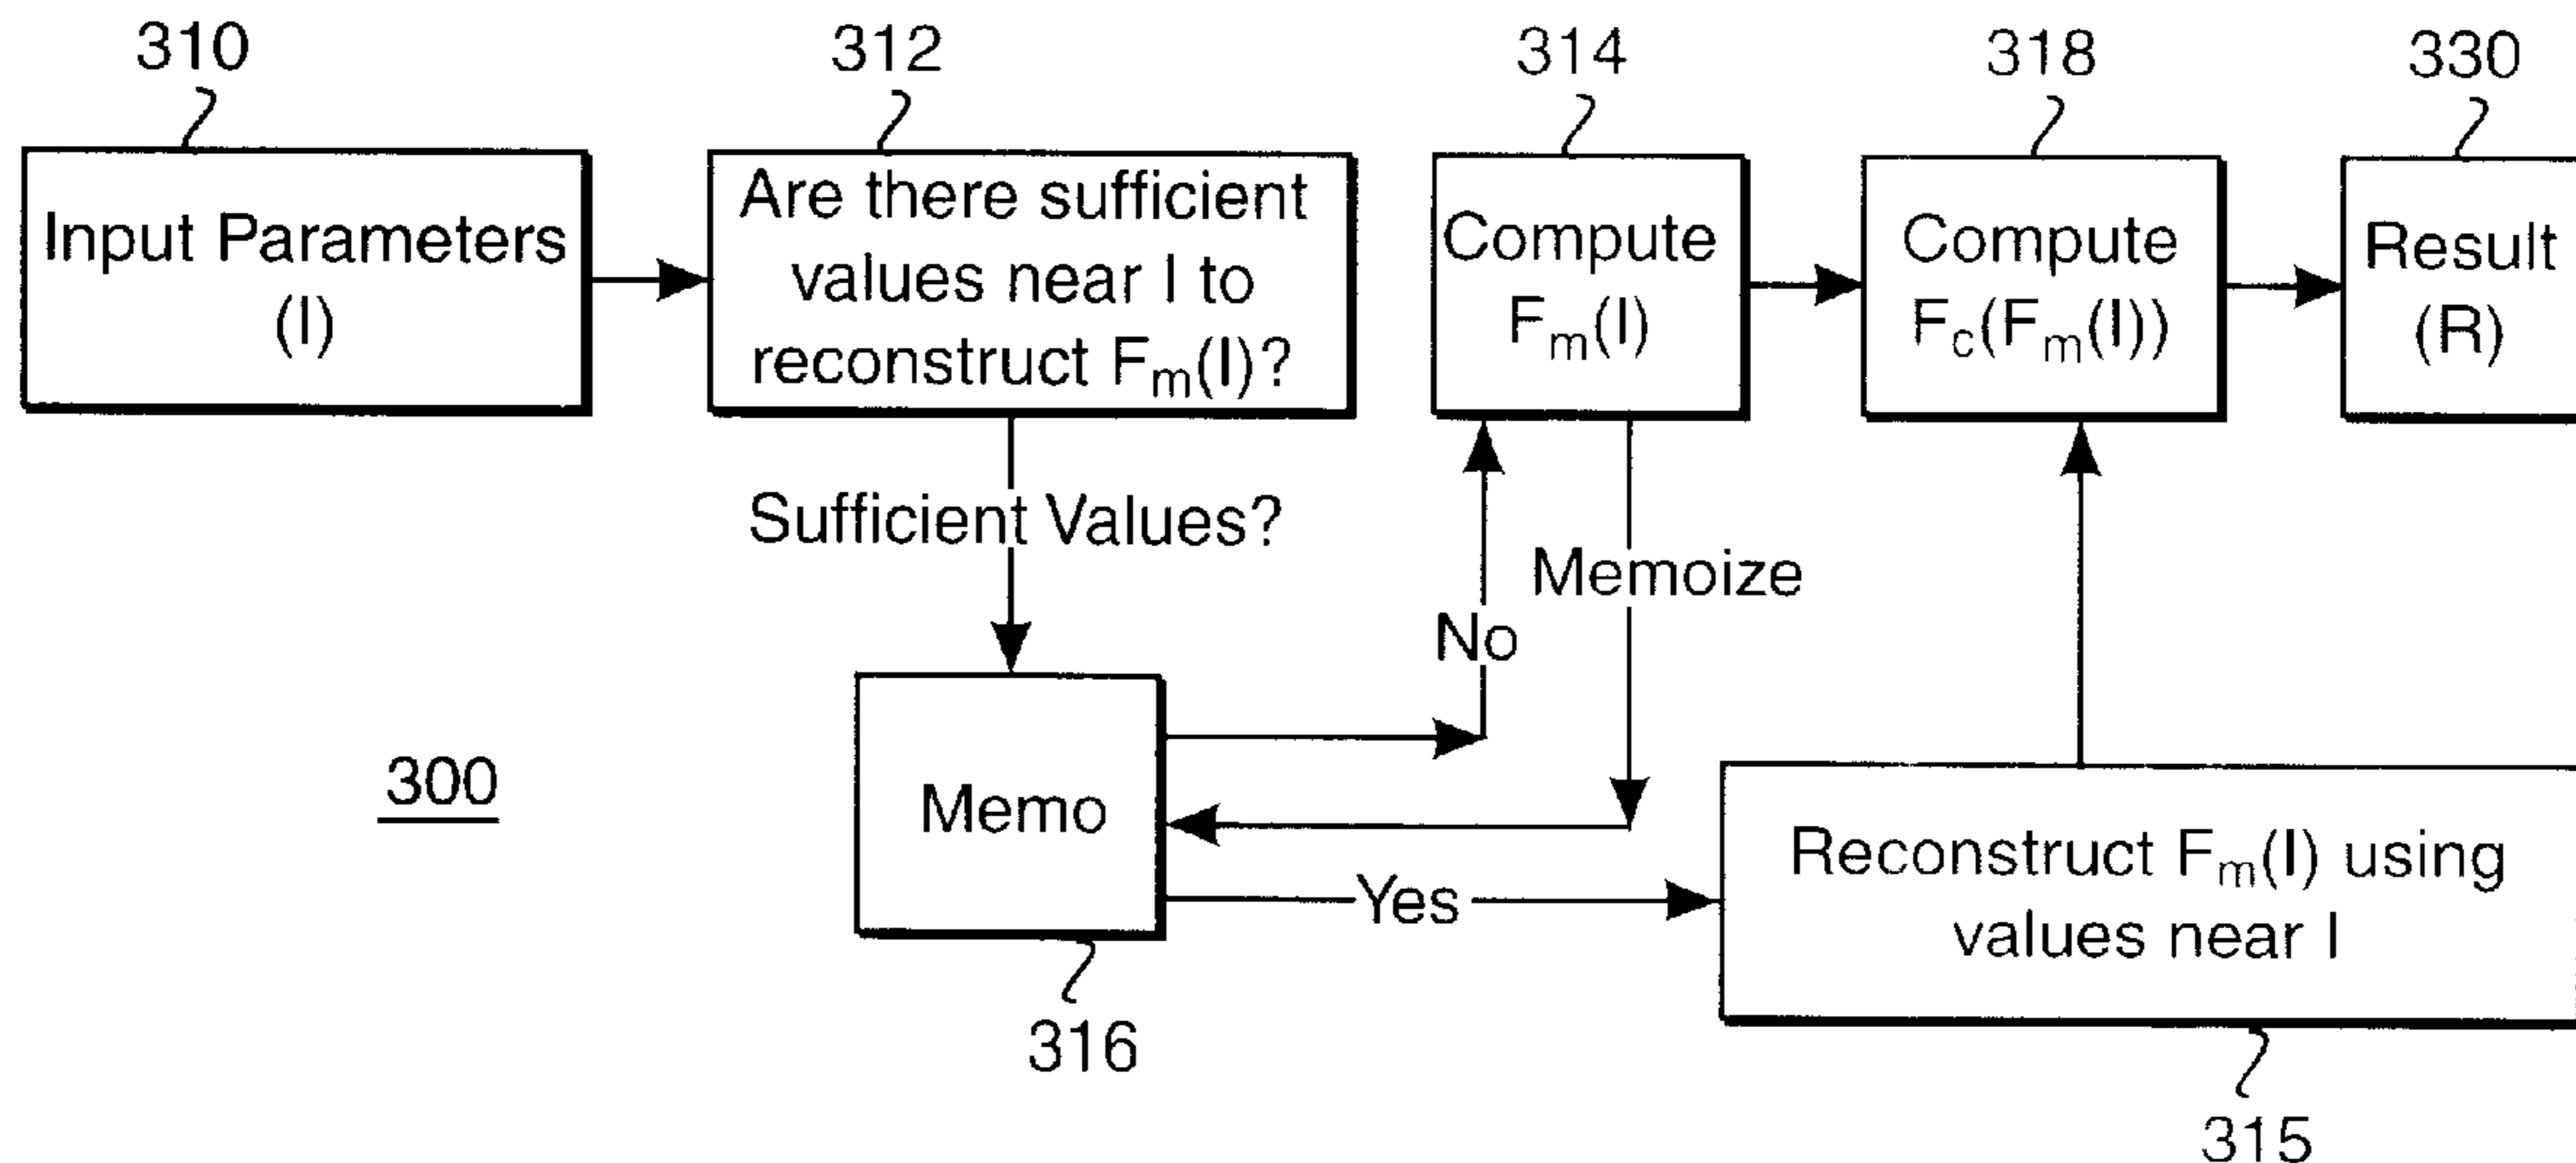 310
312
314
318
330
Input Parameters
(I)
Are there sufficient
values near I to
reconstruct Fm(I)?
Compute
Fm(I)
Compute
Fc(Fm(I))
Result
(R)
Sufficient Values?
Memoize
No
300
Memo
Yes
Reconstruct Fm(I) using
values near I
316
315